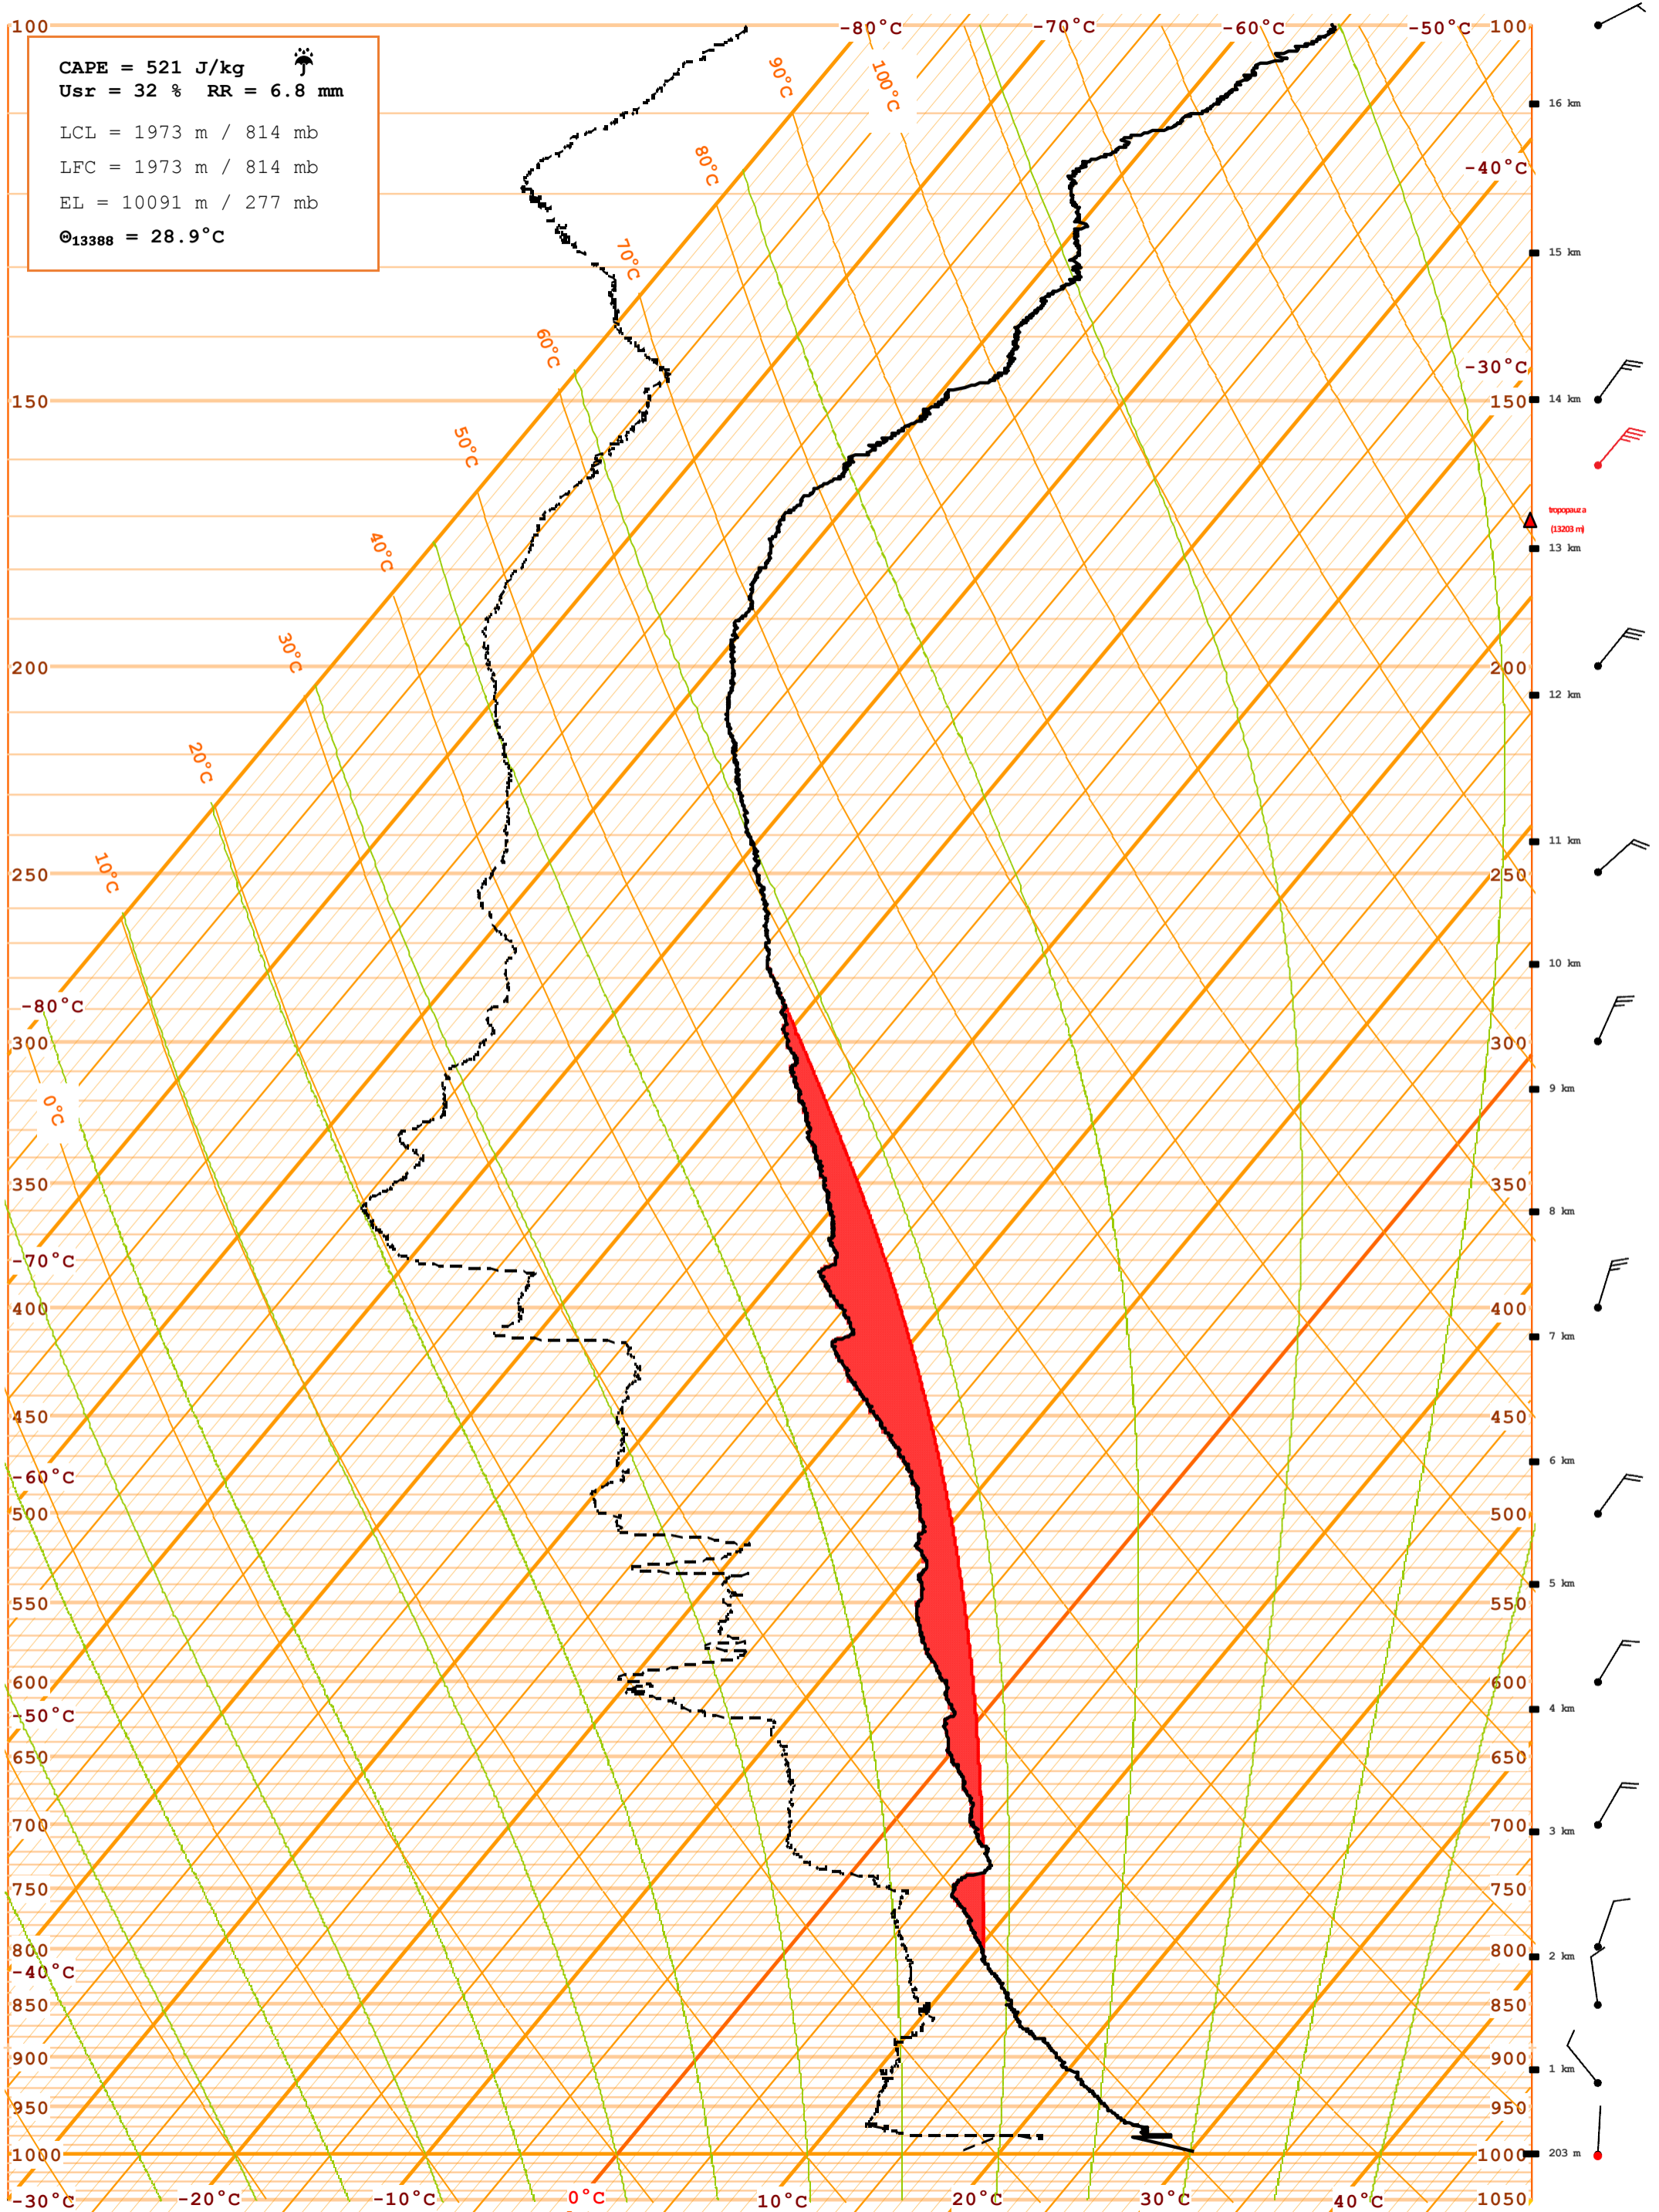 100 -80°C -70°C -60°C -50°C 100
CAPE = 521 J/kg
Usr = 32 % RR = 6.8 mm
LCL = 1973 m / 814 mb
LFC = 1973 m / 814 mb
EL = 10091 m / 277 mb
Θ13388 = 28.9°C
90°C 100°C
16 km
80°C
-40°C
70°C
15 km
60°C
-30°C
150 150 14 km
50°C
tropopauza
(13203 m)
40°C
13 km
30°C
200 200
12 km
20°C
11 km
10°C
250 250
10 km
-80°C
300 300
9 km
0°C
350 350
8 km
-70°C
400 400
7 km
450 450
6 km
-60°C
500 500
5 km
550 550
600 600
4 km
-50°C
650 650
700 700
3 km
750 750
800 800
2 km
-40°C
850 850
900 900
1 km
950 950
1000 1000 203 m
-30°C -20°C -10°C 0°C 10°C 20°C 30°C 40°C 1050